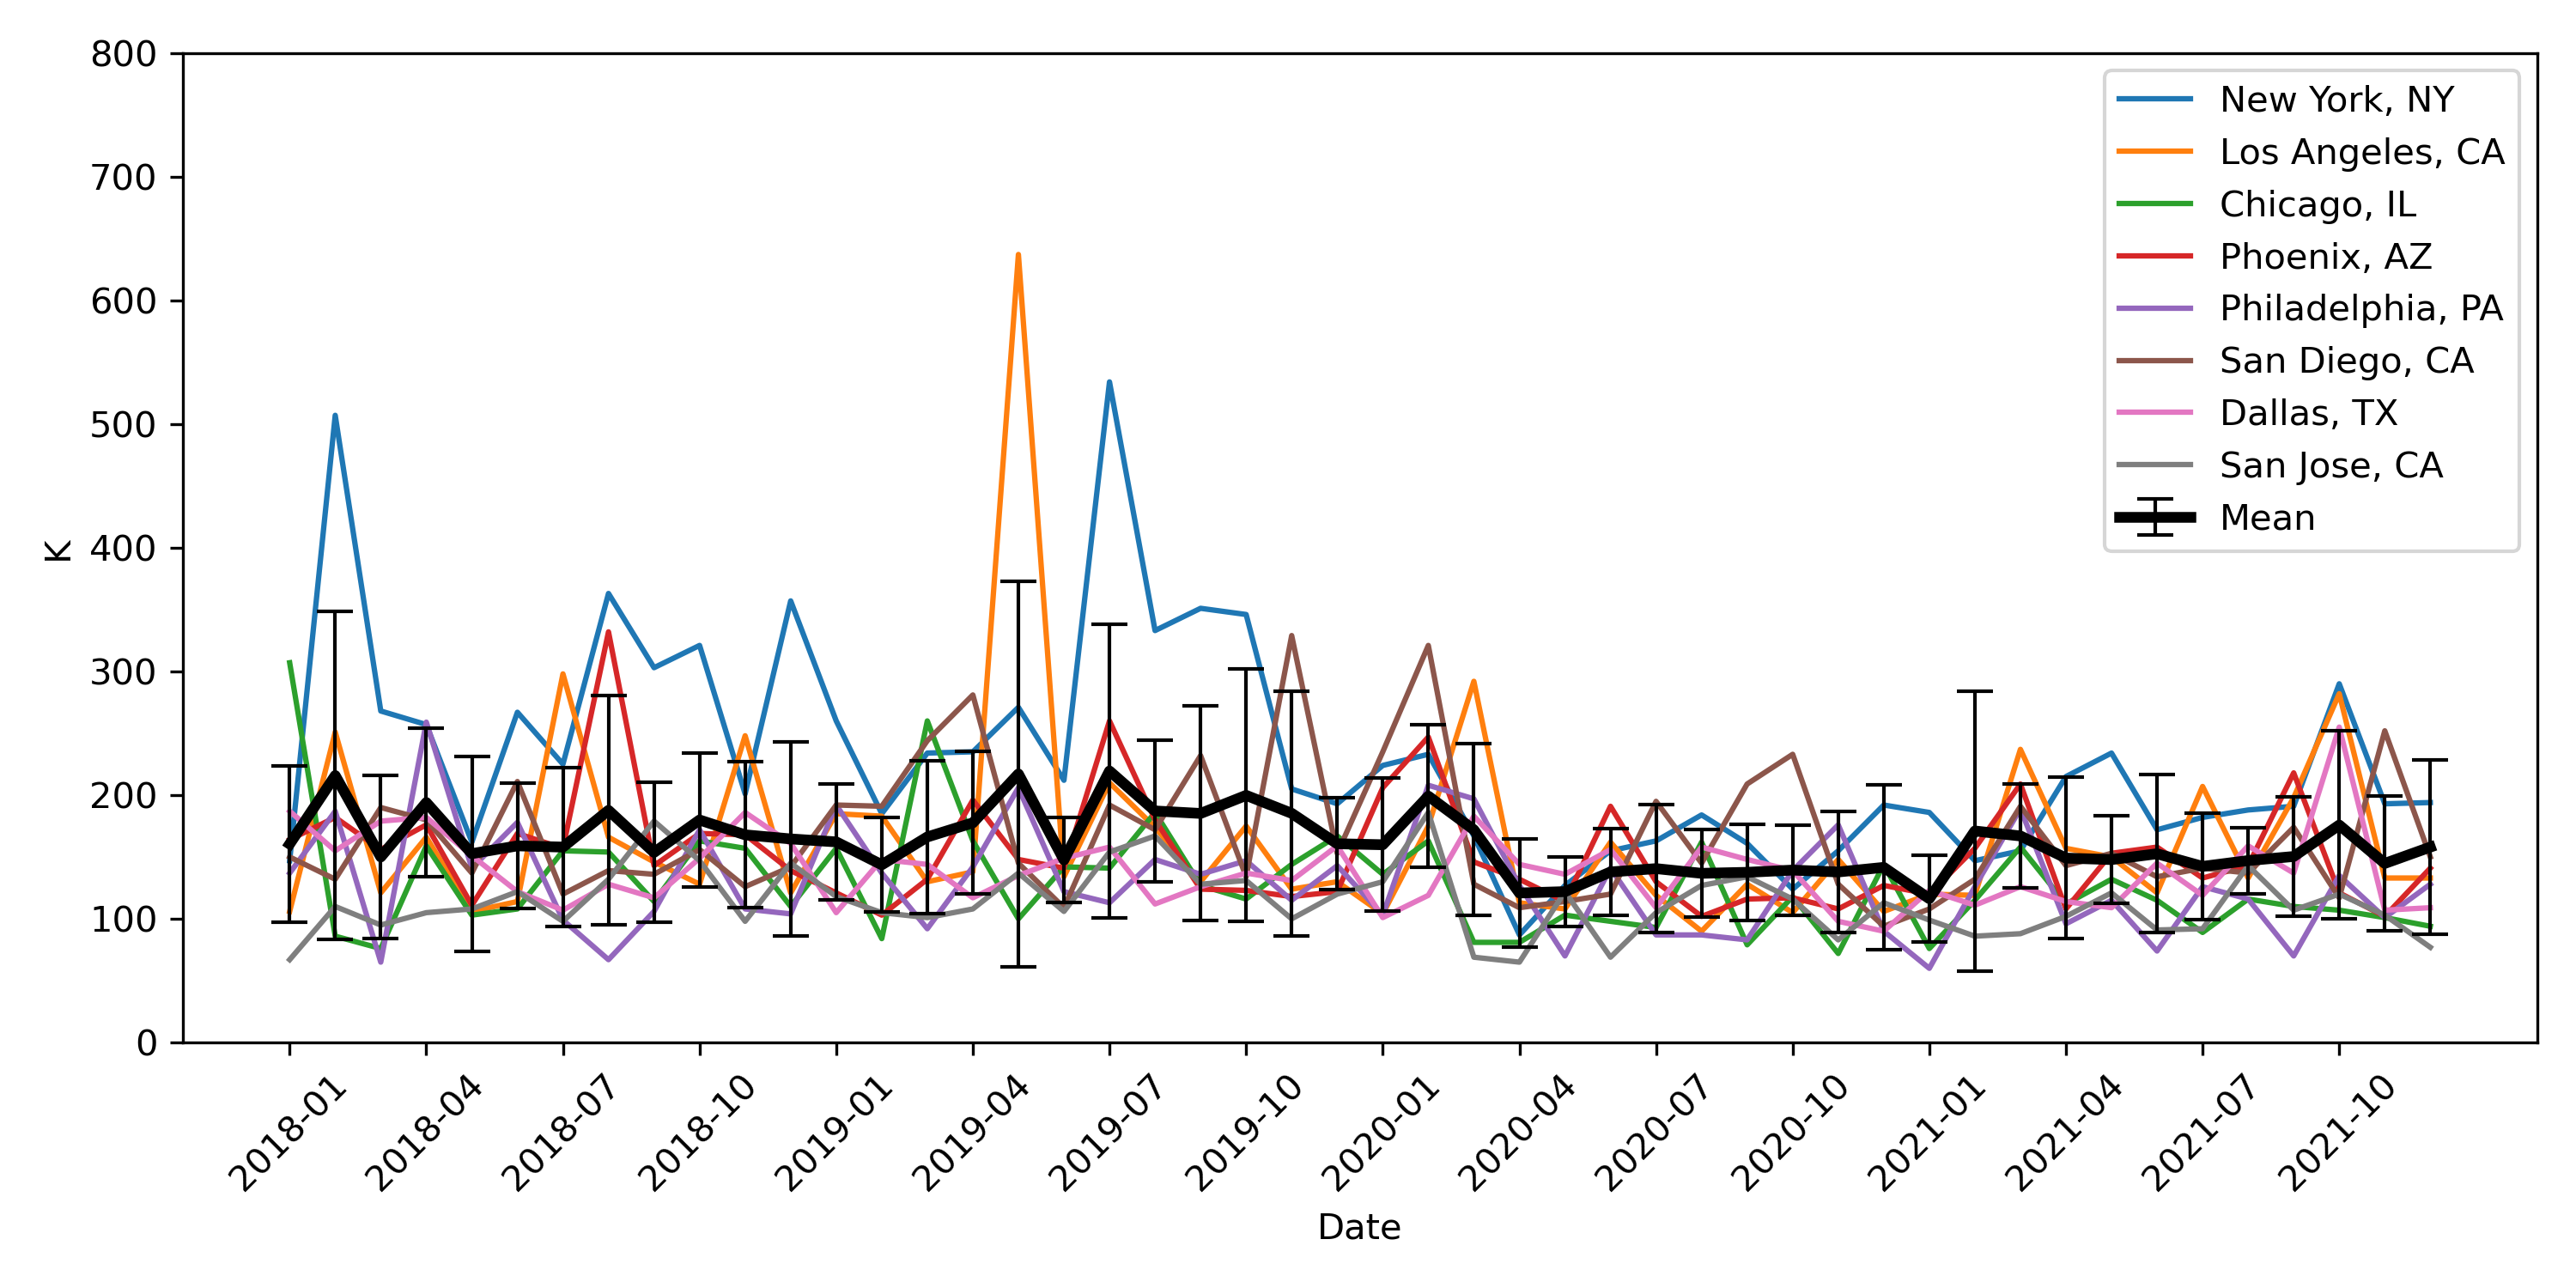 800
700
600
500
400
300
200
100
0
K
New York, NY
Los Angeles, CA
Chicago, IL
Phoenix, AZ
Philadelphia, PA
San Diego, CA
Dallas, TX
San Jose, CA
Mean
2018-01
2018-04
2018-07
2018-10
2019-01
2019-04
2019-07
2019-10
2020-01
2020-04
2020-07
2020-10
2021-01
2021-04
2021-07
2021-10
Date